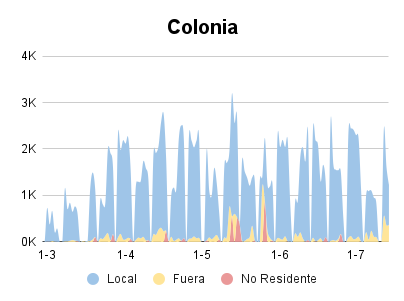 Colonia
4K
3K
2K
1K
0K
1-3 1-4 1-5 1-6 1-7
Local Fuera No Residente